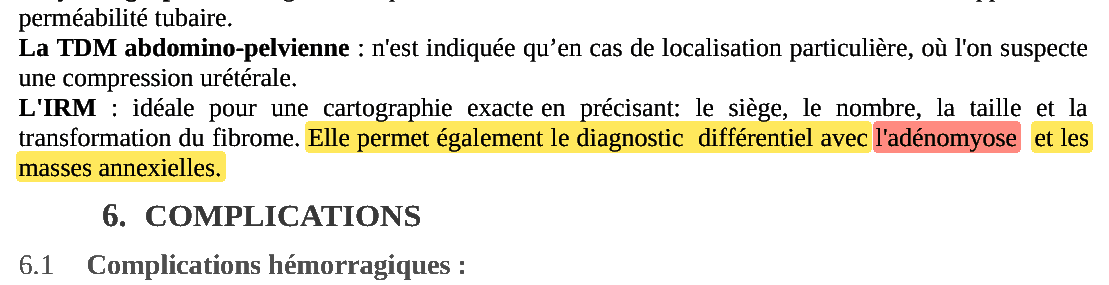 perméabilité tubaire.
La TDM abdomino-pelvienne : n'est indiquée qu’en cas de localisation particulière, où l'on suspecte
une compression urétérale.
L'IRM : idéale pour une cartographie exacte en précisant: le siège, le nombre, la taille et la
transformation du fibrome. Elle permet également le diagnostic différentiel avec l'adénomyose et les
masses annexielles.
6. COMPLICATIONS
6.1 Complications hémorragiques :